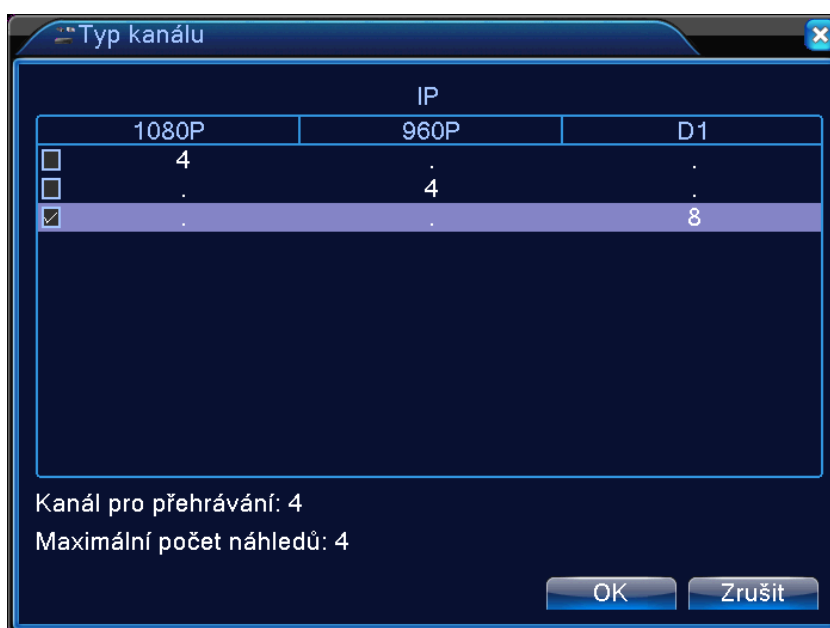 Typ kanálu
IP
1080P 960P D1
4 . .
. 4 .
. . 8
Kanál pro přehrávání: 4
Maximální počet náhledů: 4
OK Zrušit